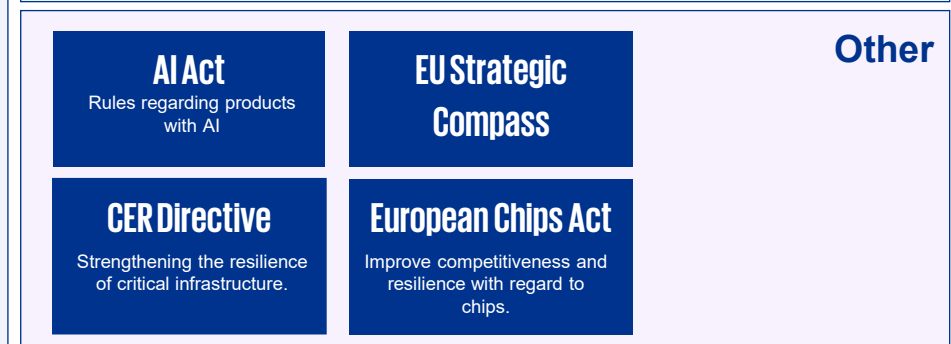 Other
AI Act
Rules regarding products
with AI
EU Strategic
Compass
CER Directive
Strengthening the resilience
of critical infrastructure.
European Chips Act
Improve competitiveness and
resilience with regard to
chips.